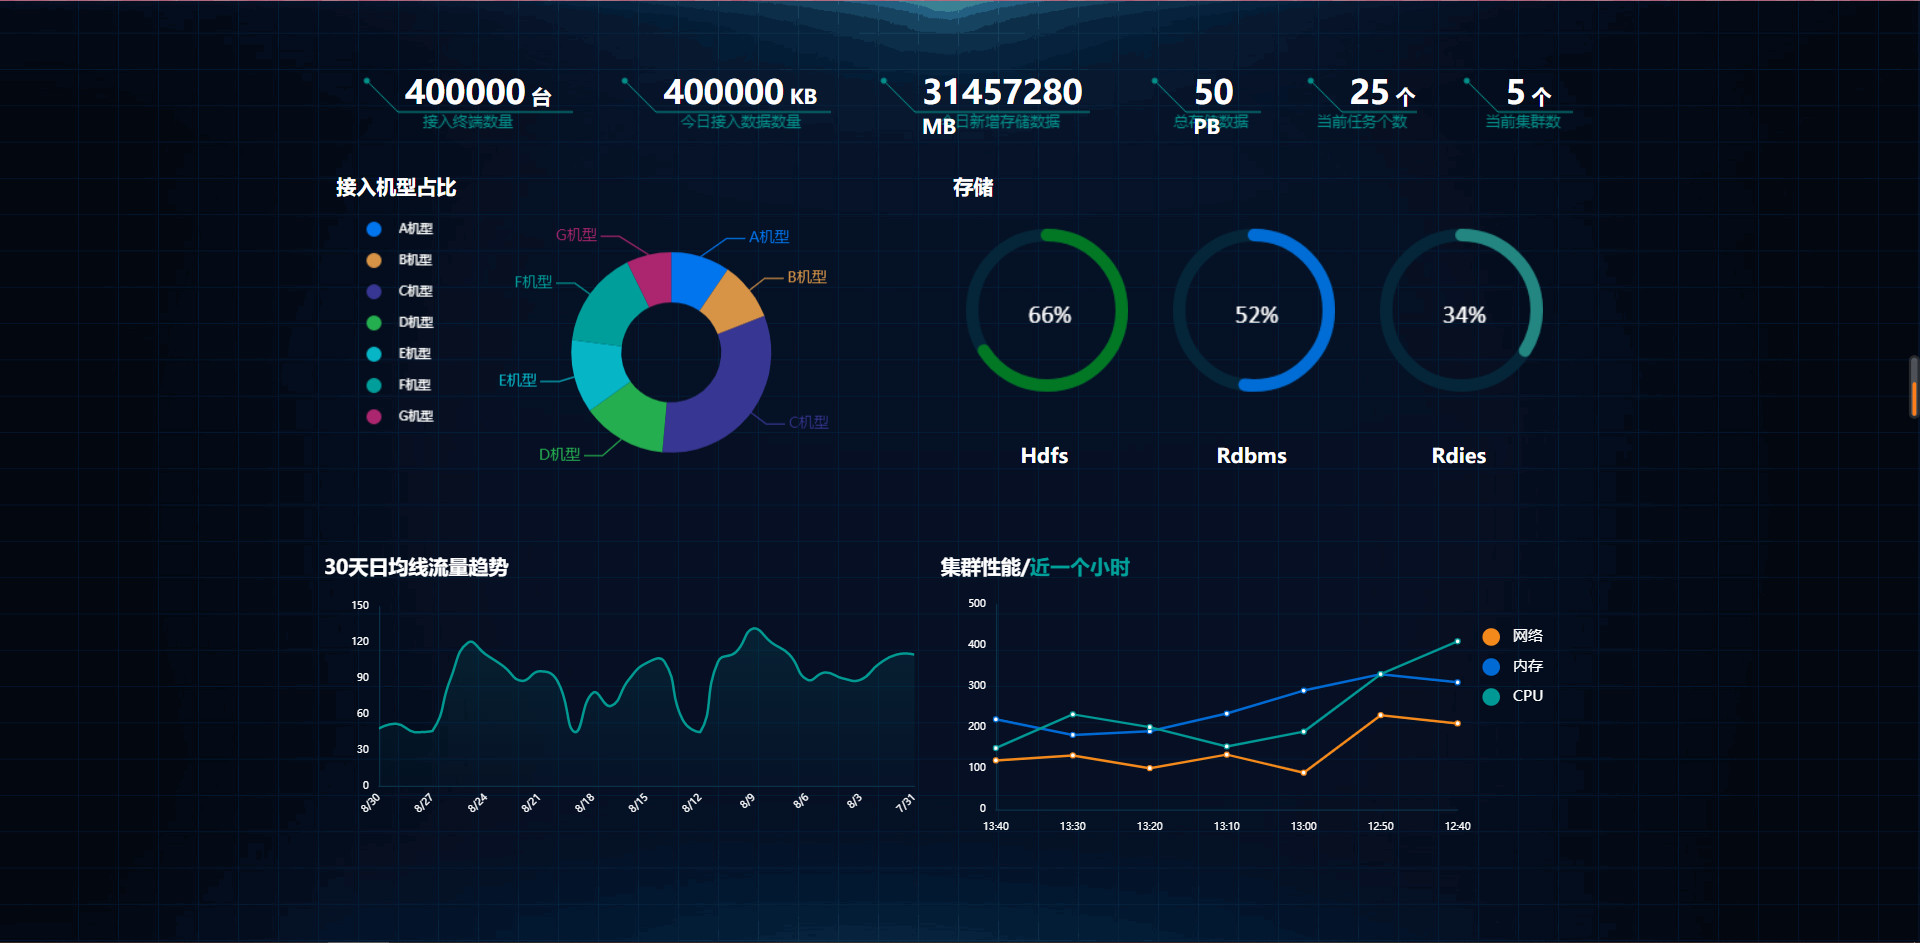 400000 台
接入终端数量
400000 KB
今日接入数据数量
31457280
MB
今日新增存储数据
50
PB
总存储数据
25 个
当前任务个数
5 个
当前集群数
接入机型占比
A机型
B机型
C机型
D机型
E机型
F机型
G机型
G机型
A机型
F机型
B机型
E机型
C机型
D机型
存储
66%
52%
34%
Hdfs
Rdbms
Rdies
30天日均线流量趋势
150
120
90
60
30
0
8/30
8/27
8/24
8/21
8/18
8/15
8/12
8/9
8/6
8/3
7/31
集群性能/近一个小时
500
400
300
200
100
0
13:40
13:30
13:20
13:10
13:00
12:50
12:40
网络
内存
CPU